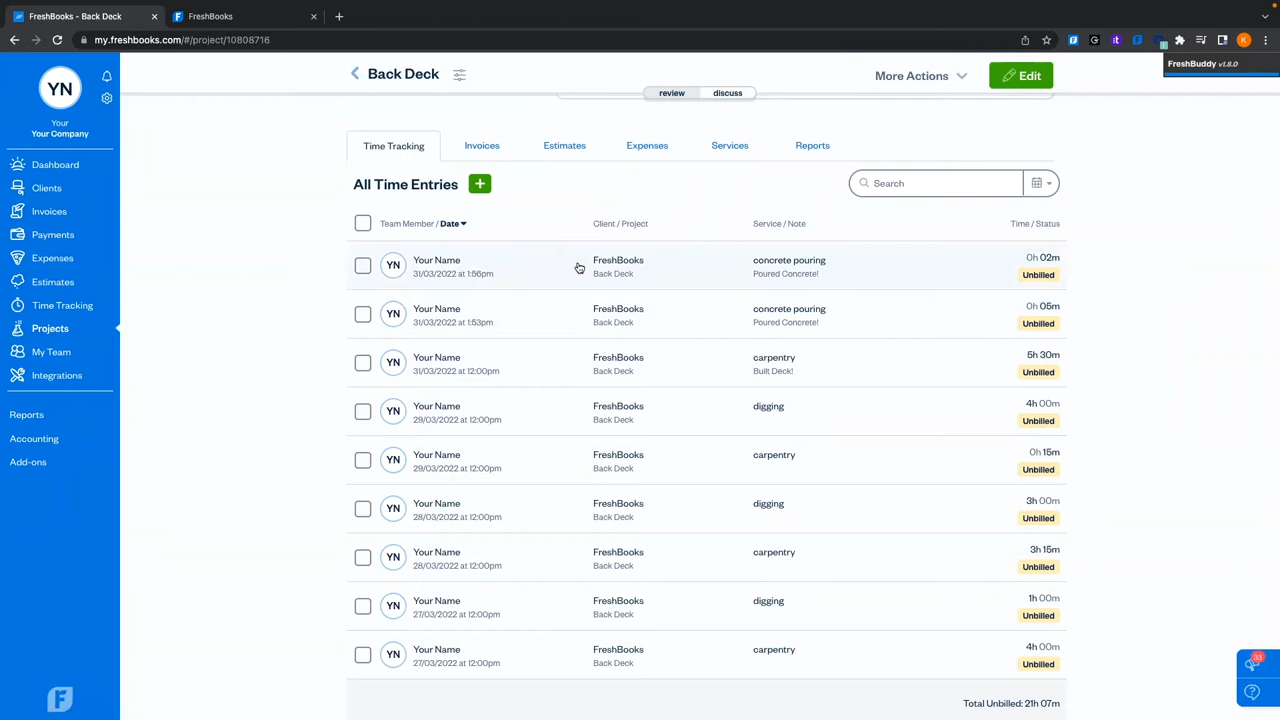 FreshBooks - Back Deck
FreshBooks
my.freshbooks.com/#/project/10808716
YN
Your
Your Company
Dashboard
Clients
Invoices
Payments
Expenses
Estimates
Time Tracking
Projects
My Team
Integrations
Reports
Accounting
Add-ons
Back Deck
More Actions
Edit
FreshBuddy v1.8.0
review discuss
Time Tracking Invoices Estimates Expenses Services Reports
All Time Entries
Search
Team Member / Date Client / Project Service / Note Time / Status
YN Your Name FreshBooks concrete pouring 0h 02m
31/03/2022 at 1:56pm Back Deck Poured Concrete! Unbilled
YN Your Name FreshBooks concrete pouring 0h 05m
31/03/2022 at 1:53pm Back Deck Poured Concrete! Unbilled
YN Your Name FreshBooks carpentry 5h 30m
31/03/2022 at 12:00pm Back Deck Built Deck! Unbilled
YN Your Name FreshBooks digging 4h 00m
29/03/2022 at 12:00pm Back Deck Unbilled
YN Your Name FreshBooks carpentry 0h 15m
29/03/2022 at 12:00pm Back Deck Unbilled
YN Your Name FreshBooks digging 3h 00m
28/03/2022 at 12:00pm Back Deck Unbilled
YN Your Name FreshBooks carpentry 3h 15m
28/03/2022 at 12:00pm Back Deck Unbilled
YN Your Name FreshBooks digging 1h 00m
27/03/2022 at 12:00pm Back Deck Unbilled
YN Your Name FreshBooks carpentry 4h 00m
27/03/2022 at 12:00pm Back Deck Unbilled
Total Unbilled: 21h 07m
33